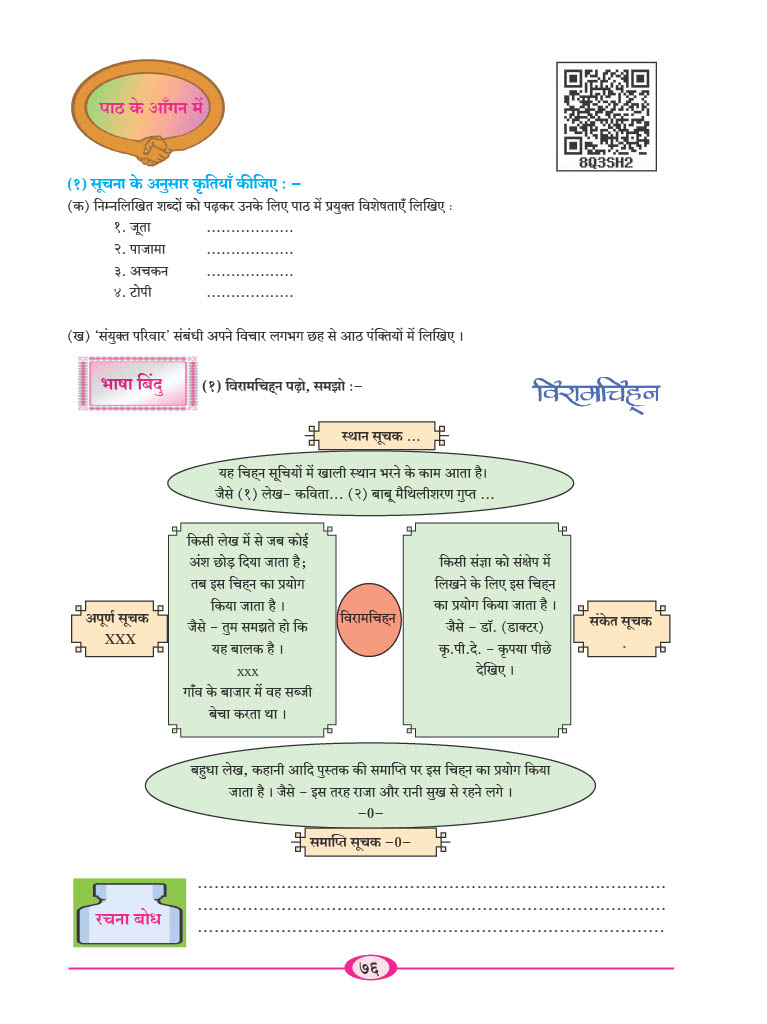 पाठ के आँगन में
8Q3SH2
(१) सूचना के अनुसार कृतियाँ कीजिए : –
(क) निम्नलिखित शब्दों को पढ़कर उनके लिए पाठ में प्रयुक्त विशेषताएँ लिखिए :
१. जूता ..................
२. पाजामा ..................
३. अचकन ..................
४. टोपी ..................
(ख) ‘संयुक्त परिवार’ संबंधी अपने विचार लगभग छह से आठ पंक्तियों में लिखिए ।
भाषा बिंदु
(१) विरामचिह्न पढ़ो, समझो :–
विरामचिह्न
स्थान सूचक ...
यह चिह्न सूचियों में खाली स्थान भरने के काम आता है।
जैसे (१) लेख– कविता... (२) बाबू मैथिलीशरण गुप्त ...
अपूर्ण सूचक
XXX
किसी लेख में से जब कोई
अंश छोड़ दिया जाता है;
तब इस चिह्न का प्रयोग
किया जाता है ।
जैसे – तुम समझते हो कि
यह बालक है ।
xxx
गाँव के बाजार में वह सब्जी
बेचा करता था ।
विरामचिह्न
किसी संज्ञा को संक्षेप में
लिखने के लिए इस चिह्न
का प्रयोग किया जाता है ।
जैसे – डॉ. (डाक्टर)
कृ.पी.दे. – कृपया पीछे
देखिए ।
संकेत सूचक
.
बहुधा लेख, कहानी आदि पुस्तक की समाप्ति पर इस चिह्न का प्रयोग किया
जाता है । जैसे – इस तरह राजा और रानी सुख से रहने लगे ।
–0–
समाप्ति सूचक –0–
रचना बोध
....................................................................................
....................................................................................
....................................................................................
७६